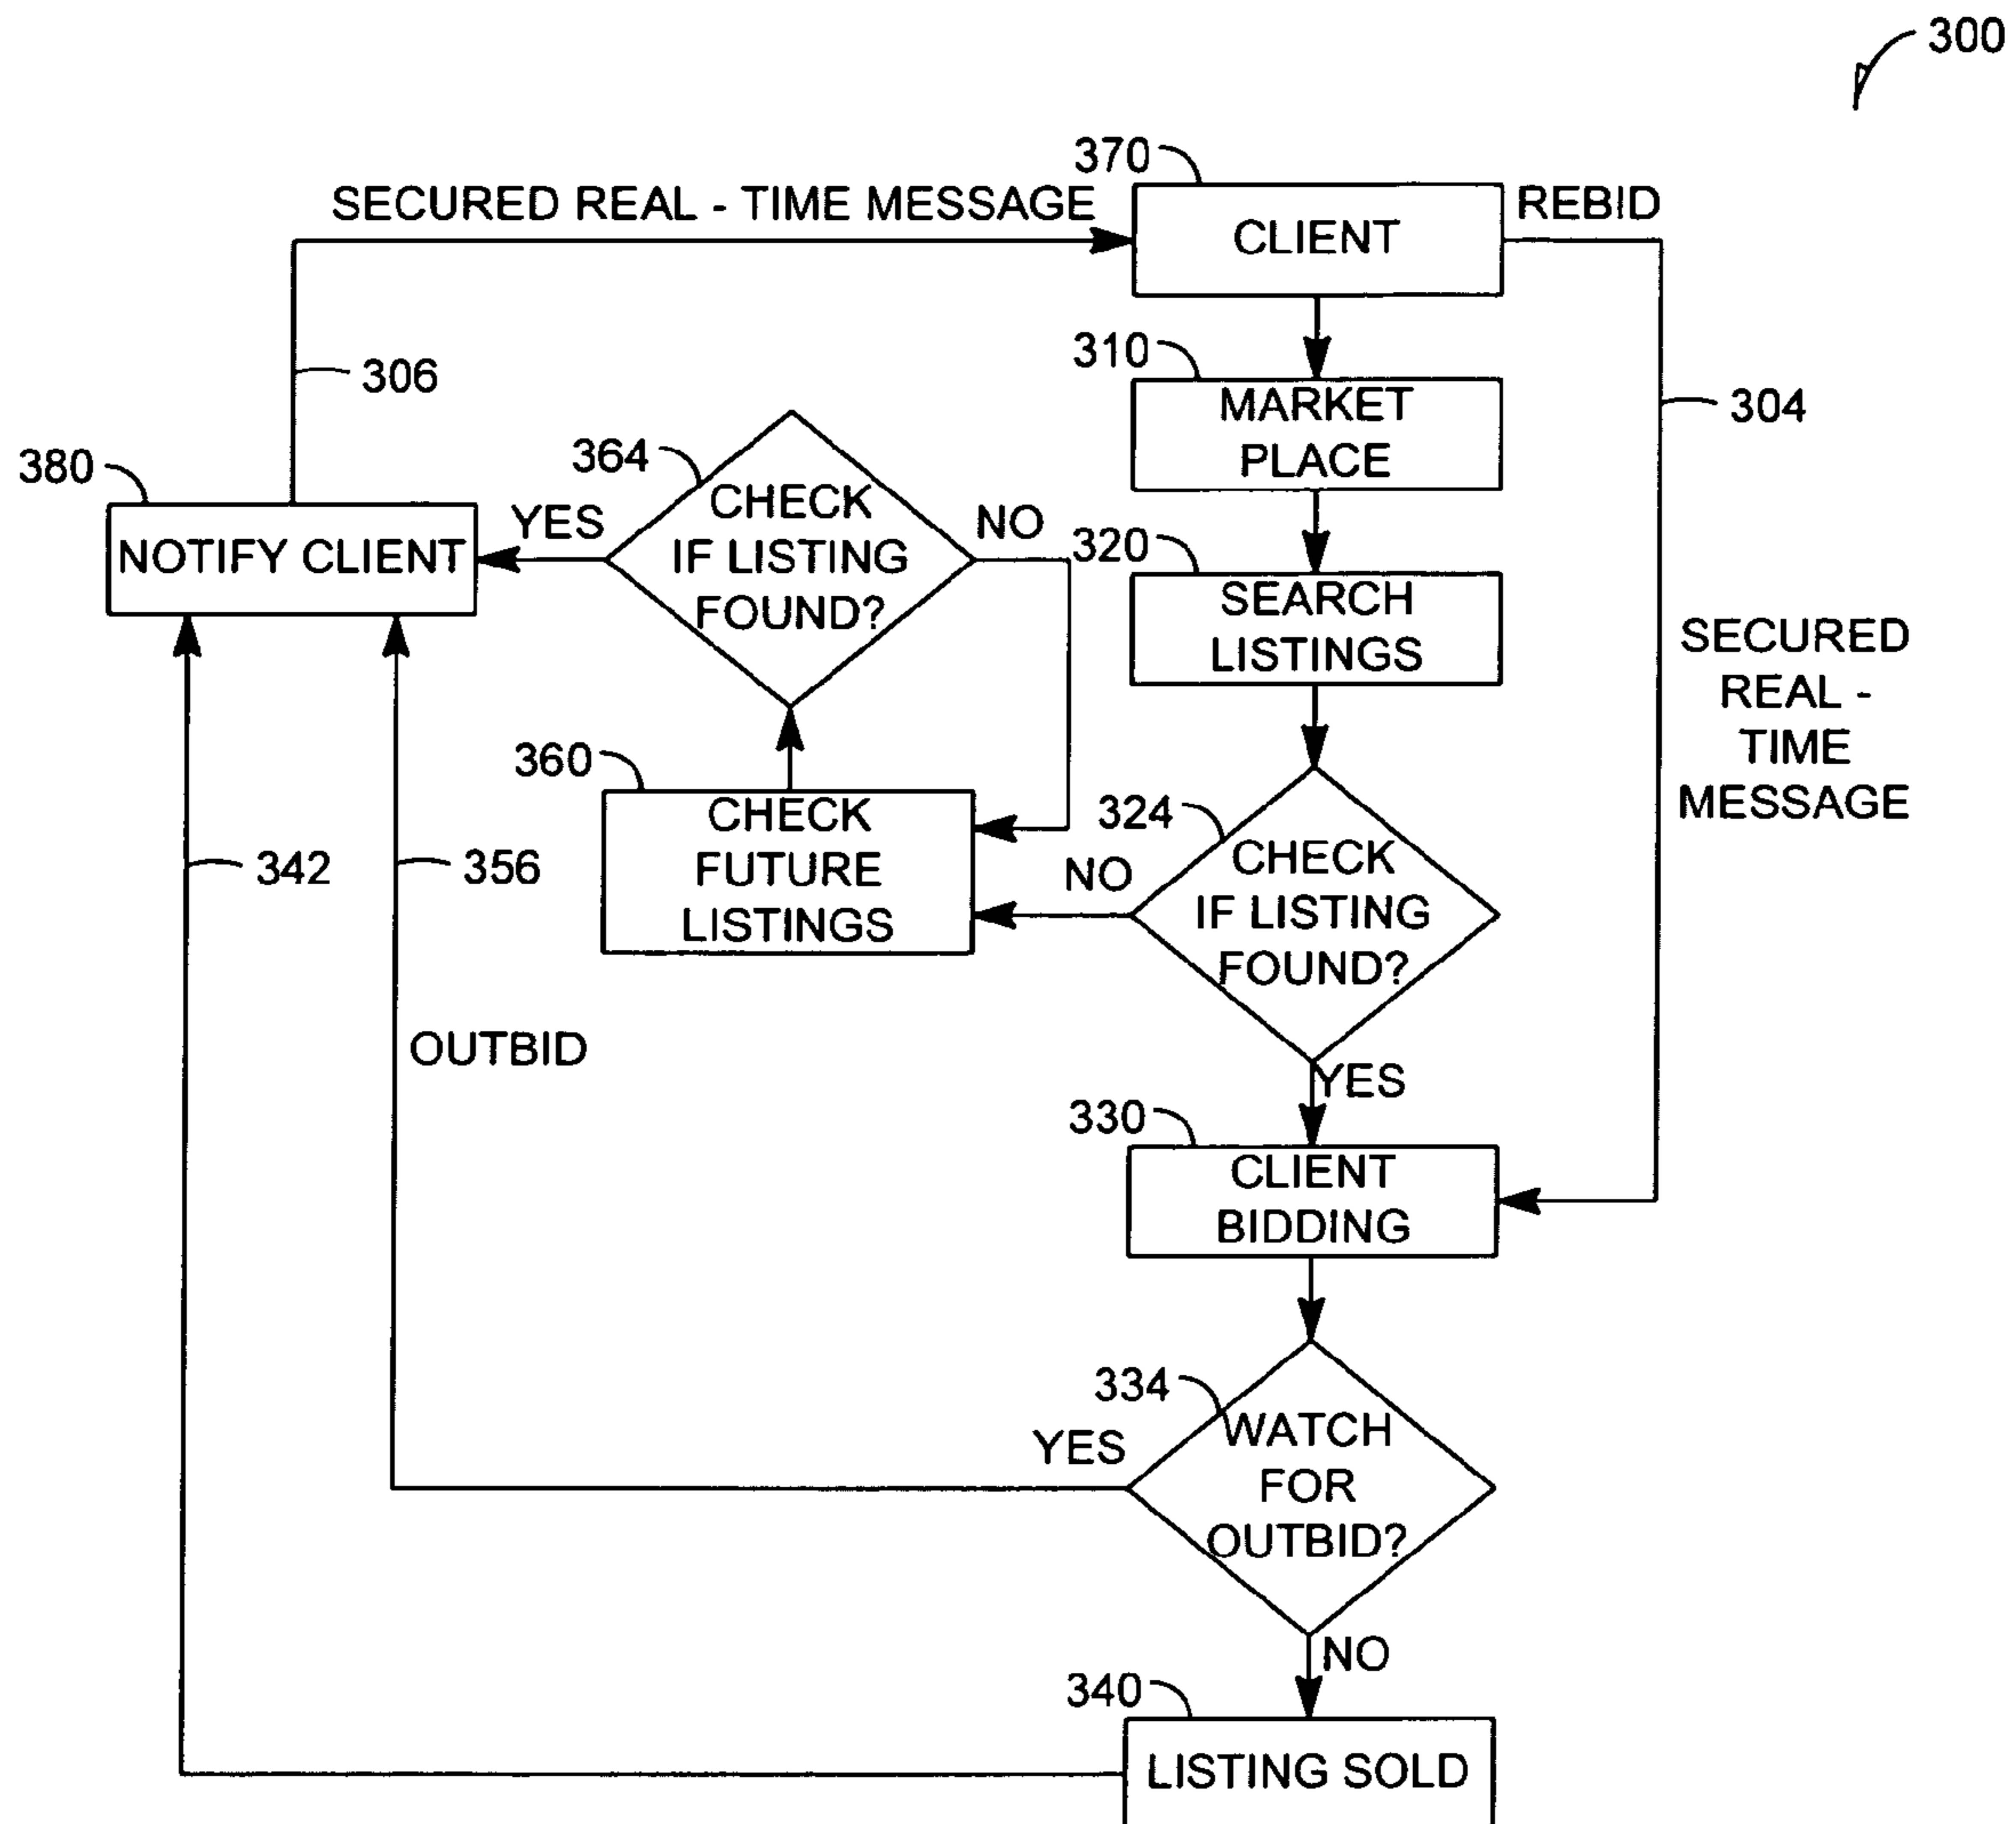 300
370
SECURED REAL - TIME MESSAGE
CLIENT
REBID
310
MARKET
PLACE
306
304
380
NOTIFY CLIENT
YES
364
CHECK
IF LISTING
FOUND?
NO
320
SEARCH
LISTINGS
SECURED
REAL -
TIME
MESSAGE
360
CHECK
FUTURE
LISTINGS
324
CHECK
IF LISTING
FOUND?
NO
342
356
OUTBID
YES
330
CLIENT
BIDDING
334
WATCH
FOR
OUTBID?
YES
NO
340
LISTING SOLD